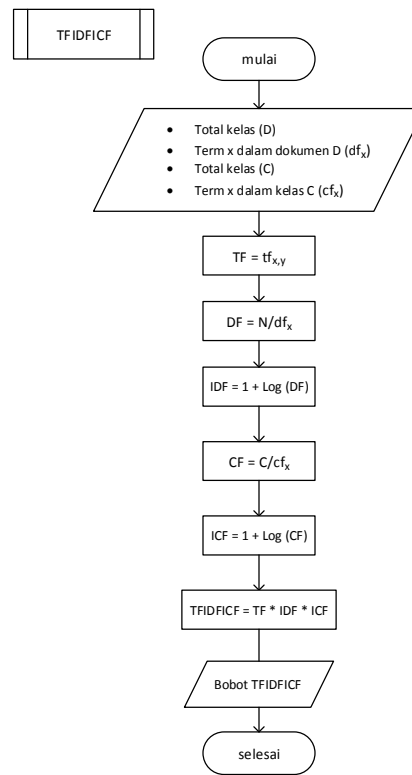 TFIDFICF
mulai
• Total kelas (D)
• Term x dalam dokumen D (dfₓ)
• Total kelas (C)
• Term x dalam kelas C (cfₓ)
TF = tfₓ,ᵧ
DF = N/dfₓ
IDF = 1 + Log (DF)
CF = C/cfₓ
ICF = 1 + Log (CF)
TFIDFICF = TF * IDF * ICF
Bobot TFIDFICF
selesai